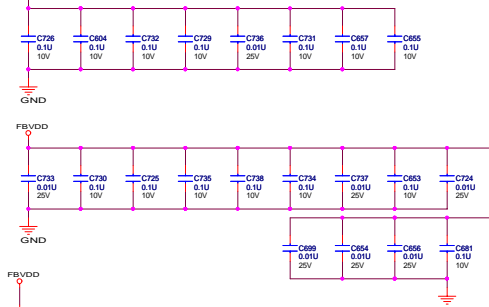 C726 C604 C732 C729 C736 C731 C657 C655
0.1U 0.1U 0.1U 0.1U 0.01U 0.1U 0.1U 0.1U
10V 10V 10V 10V 25V 10V 10V 10V
GND
FBVDD
C733 C730 C725 C735 C738 C734 C737 C653 C724
0.01U 0.1U 0.1U 0.1U 0.1U 0.1U 0.01U 0.1U 0.01U
25V 10V 10V 10V 10V 10V 25V 10V 25V
GND
C699 C654 C656 C681
0.01U 0.01U 0.01U 0.1U
25V 25V 25V 10V
FBVDD